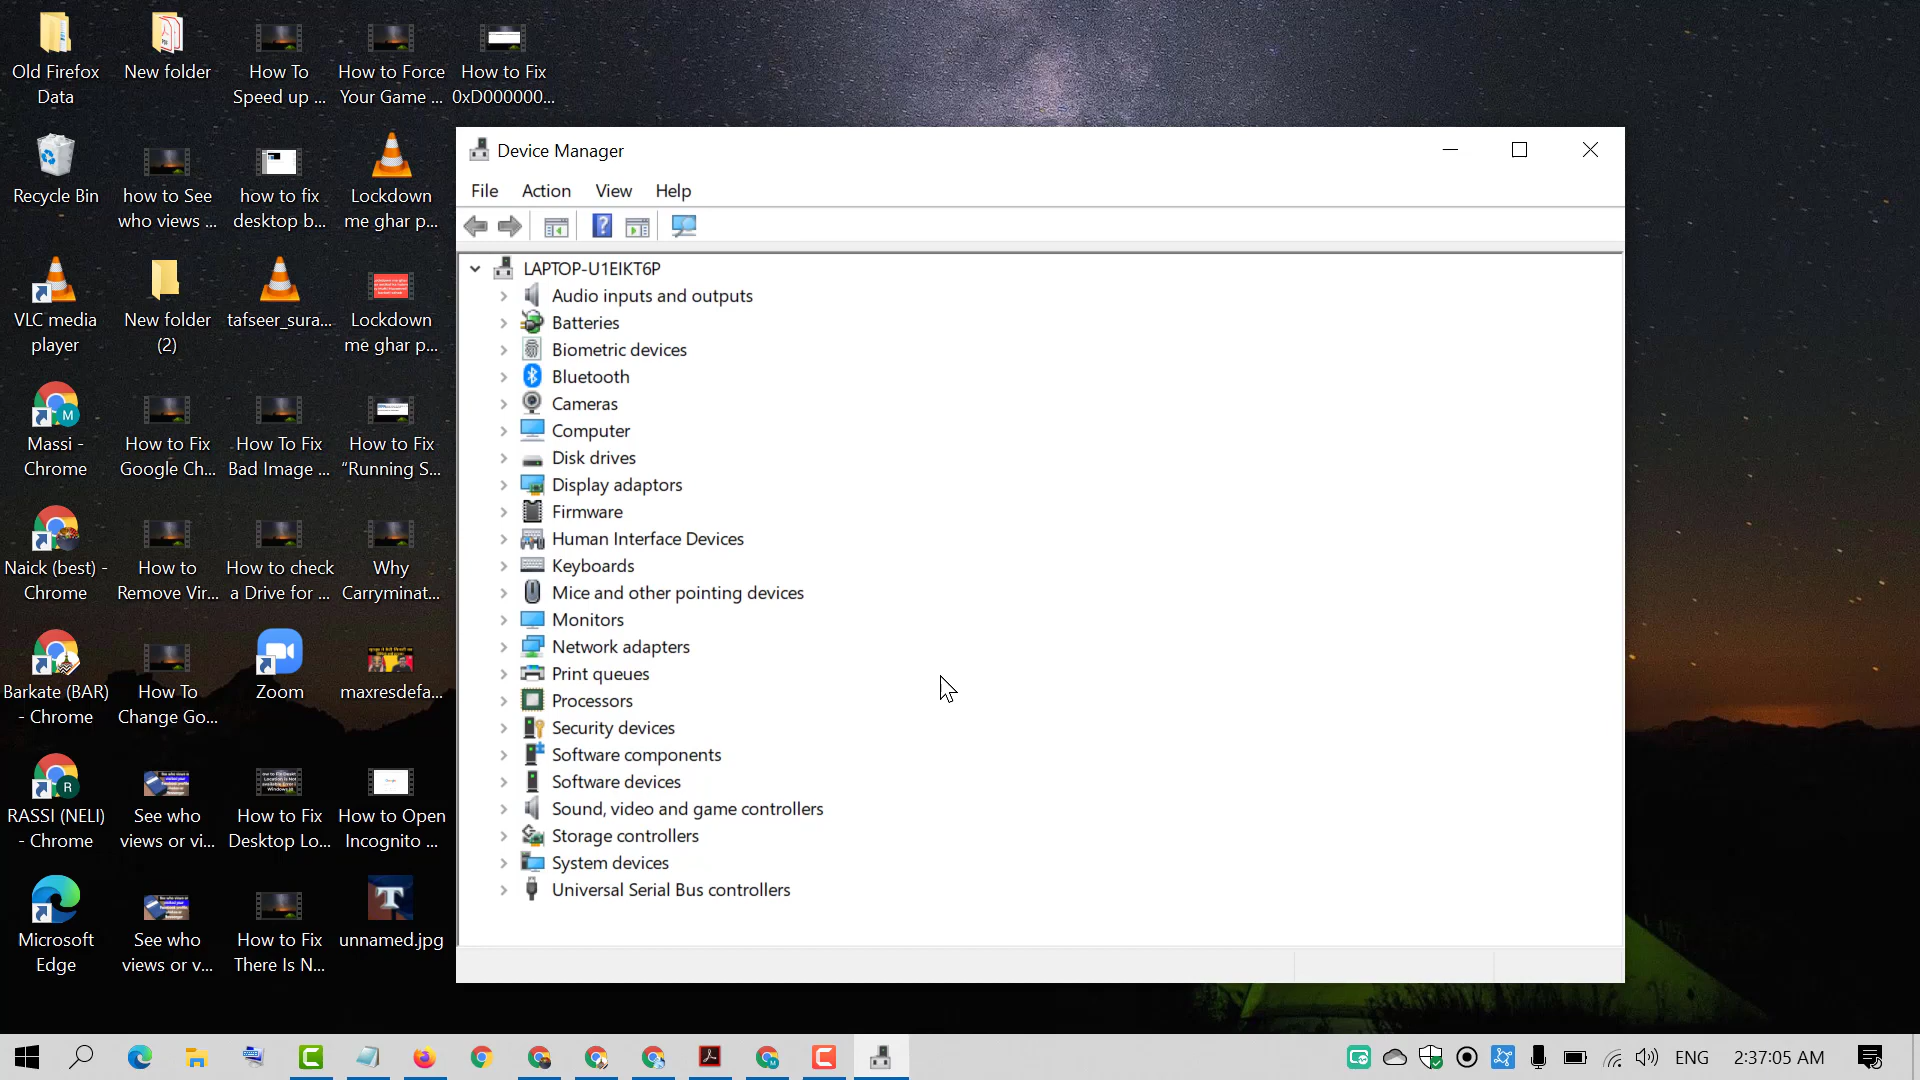 Old Firefox
Data
New folder
How To
Speed up ...
How to Force
Your Game ...
How to Fix
0xD000000...
Recycle Bin
how to See
who views ...
how to fix
desktop b...
Lockdown
me ghar p...
VLC media
player
New folder
(2)
tafseer_sura...
Lockdown
me ghar p...
Massi -
Chrome
How to Fix
Google Ch...
How To Fix
Bad Image ...
How to Fix
“Running S...
Naick (best) -
Chrome
How to
Remove Vir...
How to check
a Drive for ...
Why
Carryminat...
Barkate (BAR)
- Chrome
How To
Change Go...
Zoom
maxresdefa...
RASSI (NELI)
- Chrome
See who
views or vi...
How to Fix
Desktop Lo...
How to Open
Incognito ...
Microsoft
Edge
See who
views or v...
How to Fix
There Is N...
unnamed.jpg
Device Manager
File Action View Help
LAPTOP-U1EIKT6P
Audio inputs and outputs
Batteries
Biometric devices
Bluetooth
Cameras
Computer
Disk drives
Display adaptors
Firmware
Human Interface Devices
Keyboards
Mice and other pointing devices
Monitors
Network adapters
Print queues
Processors
Security devices
Software components
Software devices
Sound, video and game controllers
Storage controllers
System devices
Universal Serial Bus controllers
ENG 2:37:05 AM